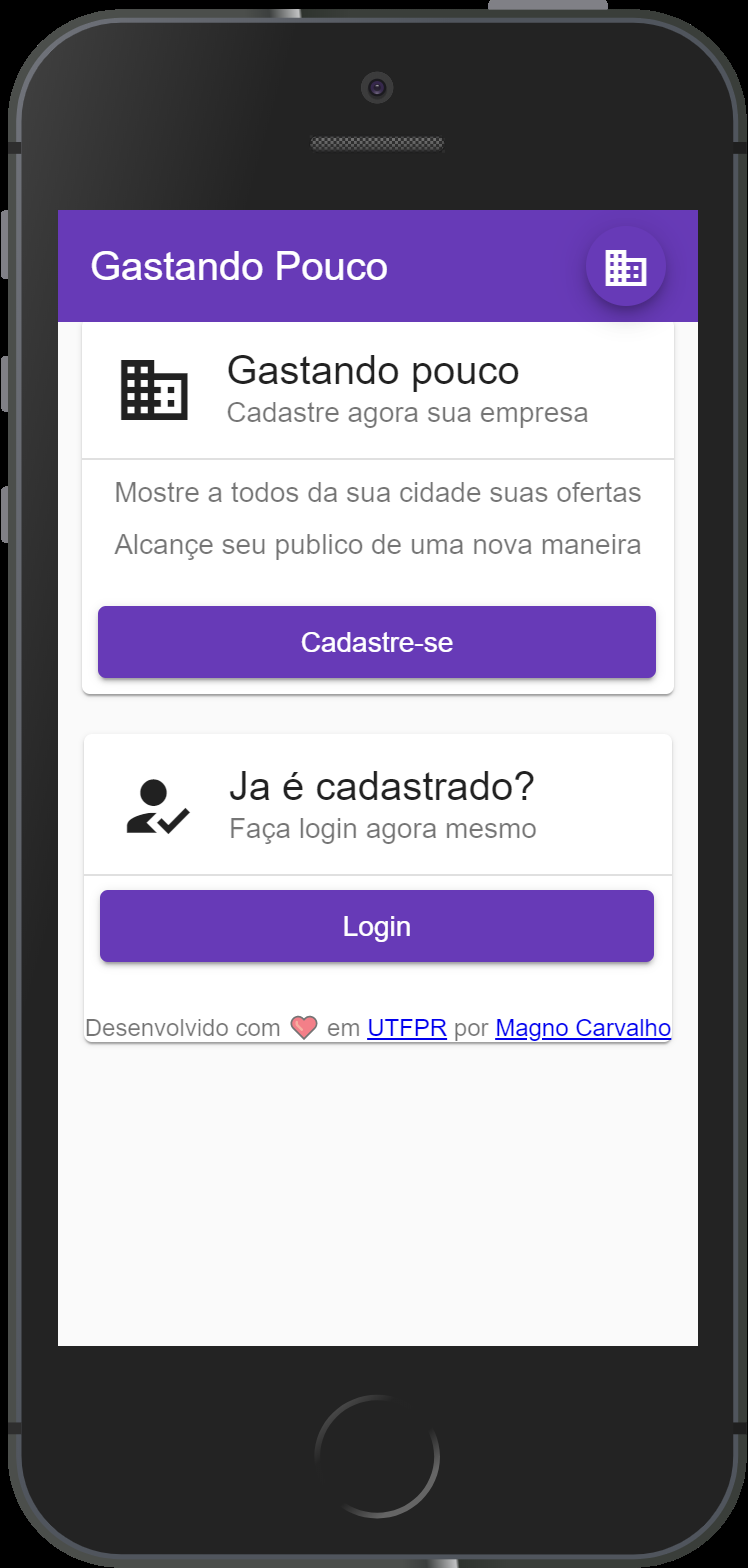 Gastando Pouco
Gastando pouco
Cadastre agora sua empresa
Mostre a todos da sua cidade suas ofertas
Alcançe seu publico de uma nova maneira
Cadastre-se
Ja é cadastrado?
Faça login agora mesmo
Login
Desenvolvido com ❤ em UTFPR por Magno Carvalho